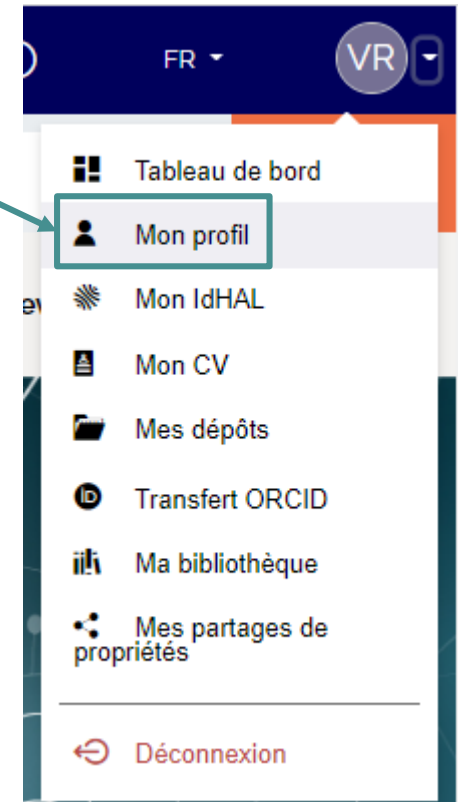 FR
VR
Tableau de bord
Mon profil
Mon IdHAL
Mon CV
Mes dépôts
Transfert ORCID
Ma bibliothèque
Mes partages de
propriétés
Déconnexion